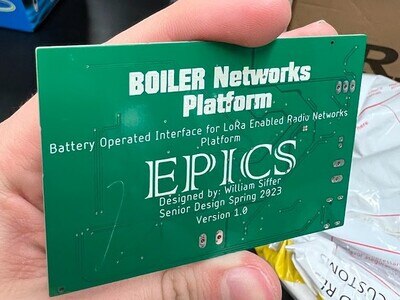 BOILER Networks
Platform
Battery Operated Interface for LoRa Enabled Radio Networks
Platform
EPICS
Designed by: William Siffer
Senior Design Spring 2023
Version 1.0